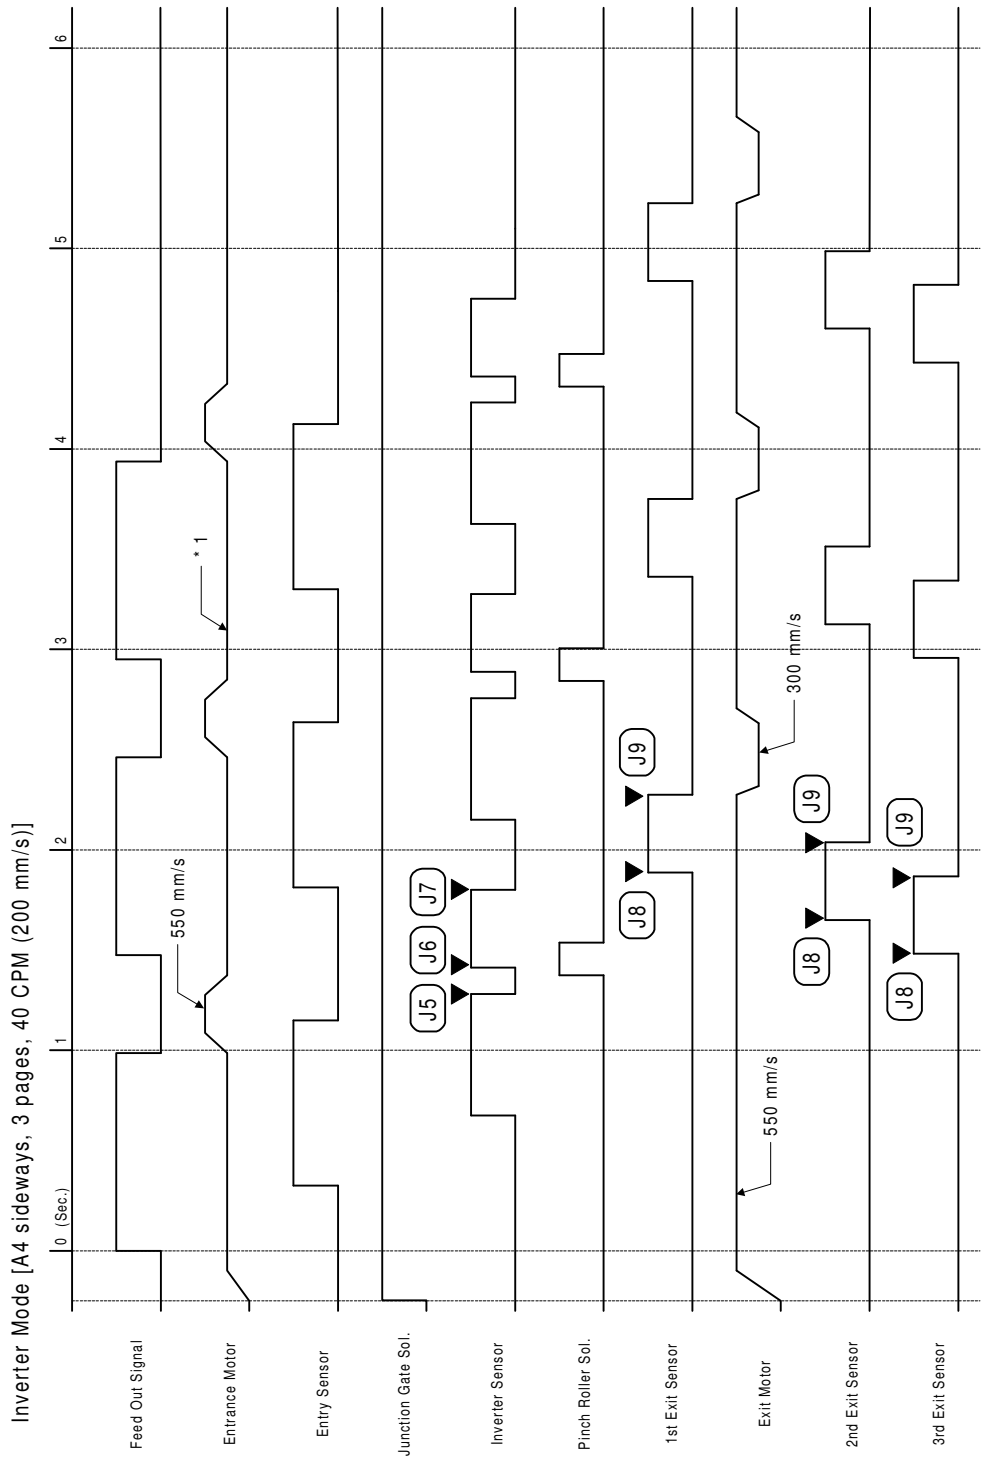 Inverter Mode [A4 sideways, 3 pages, 40 CPM (200 mm/s)]
0 (Sec.) 1 2 3 4 5 6
Feed Out Signal
550 mm/s
* 1
Entrance Motor
Entry Sensor
Junction Gate Sol.
J5 J6 J7
Inverter Sensor
Pinch Roller Sol.
J8 J9
1st Exit Sensor
550 mm/s
300 mm/s
Exit Motor
J8 J9
2nd Exit Sensor
J8 J9
3rd Exit Sensor